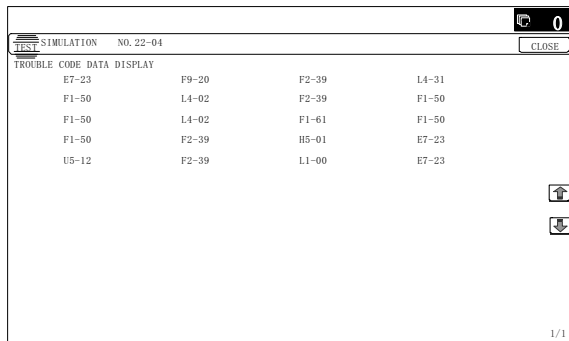 0
TEST SIMULATION NO.22-04 CLOSE
TROUBLE CODE DATA DISPLAY
E7-23 F9-20 F2-39 L4-31
F1-50 L4-02 F2-39 F1-50
F1-50 L4-02 F1-61 F1-50
F1-50 F2-39 H5-01 E7-23
U5-12 F2-39 L1-00 E7-23
1/1